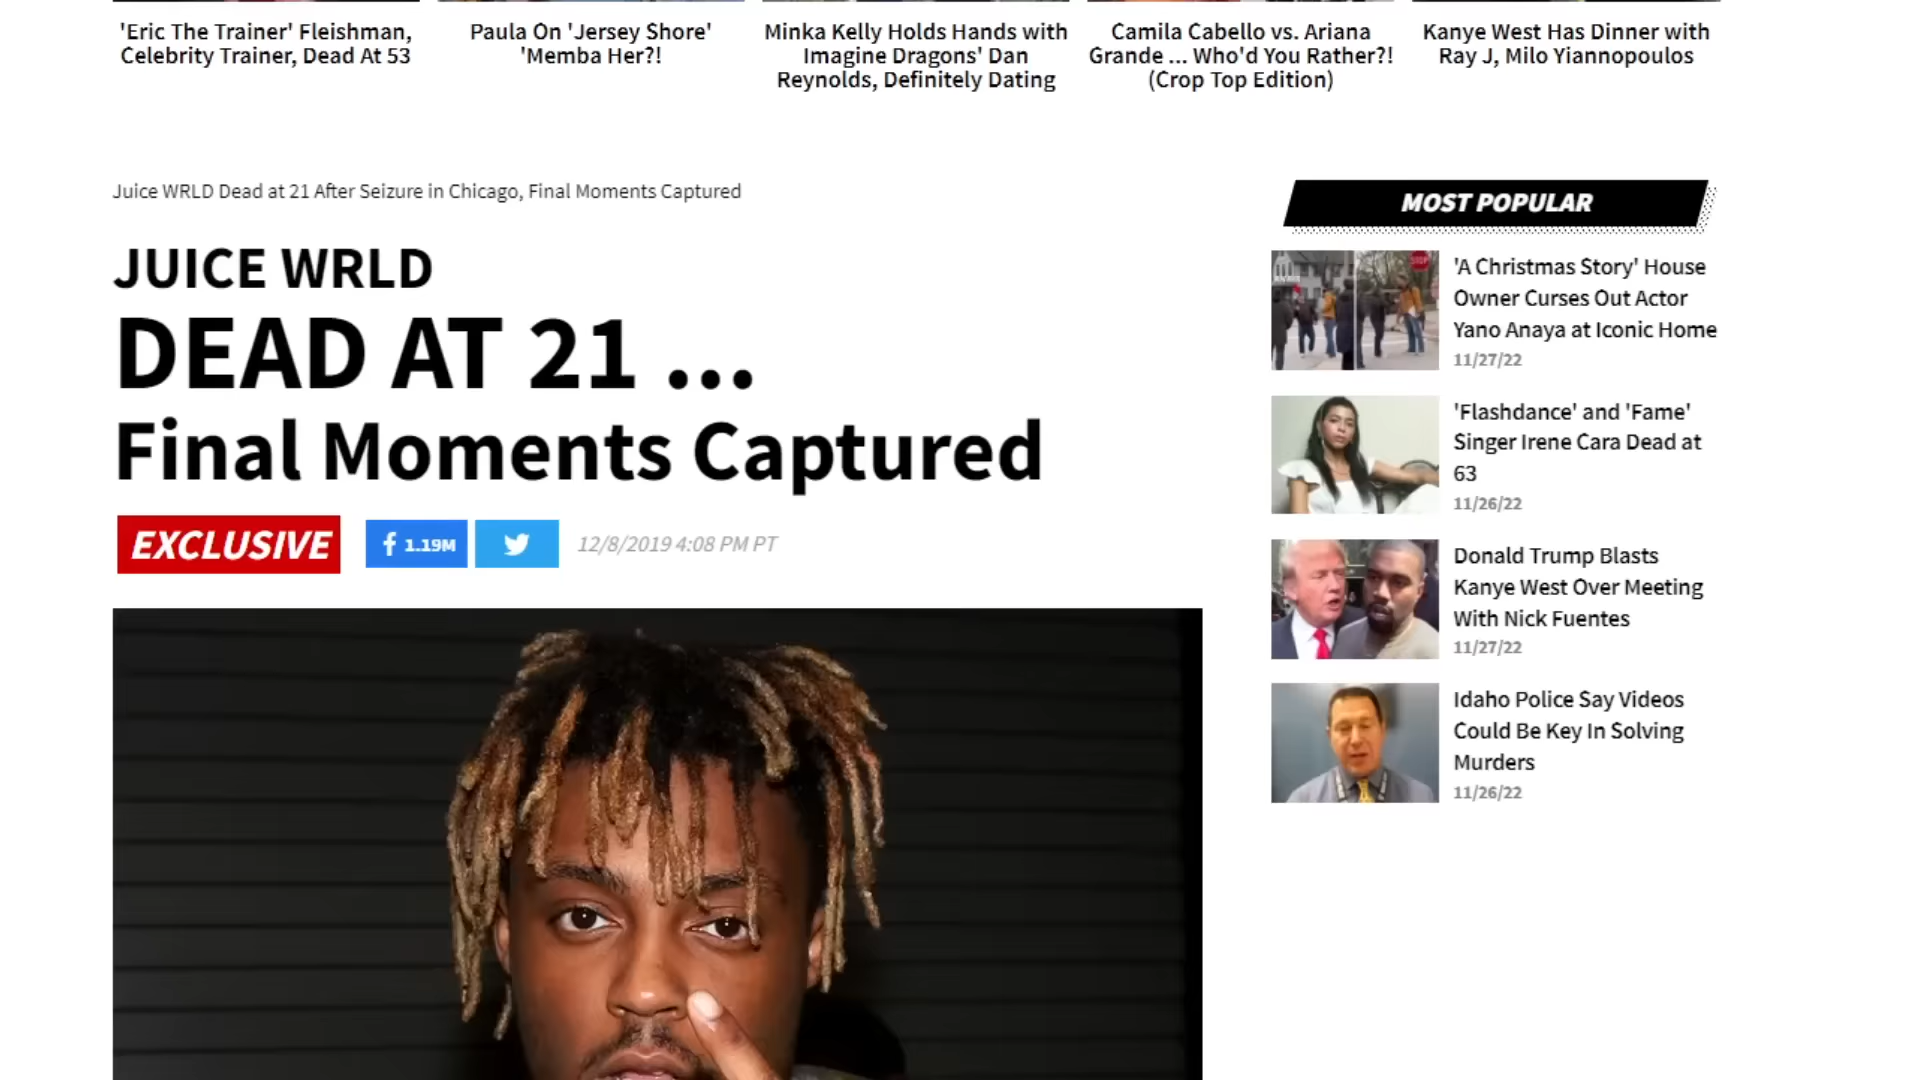 'Eric The Trainer' Fleishman,
Celebrity Trainer, Dead At 53
Paula On 'Jersey Shore'
'Memba Her?!
Minka Kelly Holds Hands with
Imagine Dragons' Dan
Reynolds, Definitely Dating
Camila Cabello vs. Ariana
Grande ... Who'd You Rather?!
(Crop Top Edition)
Kanye West Has Dinner with
Ray J, Milo Yiannopoulos
Juice WRLD Dead at 21 After Seizure in Chicago, Final Moments Captured
JUICE WRLD
DEAD AT 21 ...
Final Moments Captured
EXCLUSIVE
f 1.19M
12/8/2019 4:08 PM PT
MOST POPULAR
STOP
'A Christmas Story' House
Owner Curses Out Actor
Yano Anaya at Iconic Home
11/27/22
'Flashdance' and 'Fame'
Singer Irene Cara Dead at
63
11/26/22
Donald Trump Blasts
Kanye West Over Meeting
With Nick Fuentes
11/27/22
Idaho Police Say Videos
Could Be Key In Solving
Murders
11/26/22